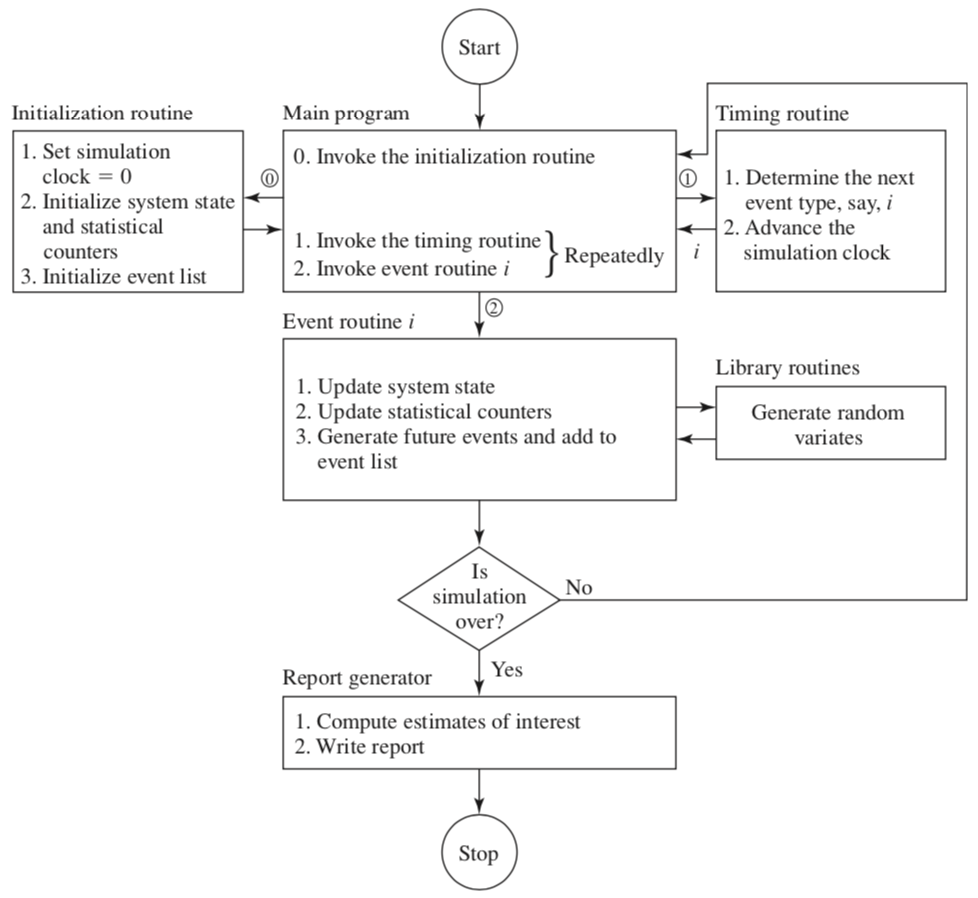 Start
Initialization routine
1. Set simulation
clock = 0
2. Initialize system state
and statistical
counters
3. Initialize event list
Main program
0. Invoke the initialization routine
1. Invoke the timing routine
2. Invoke event routine i
Repeatedly
Timing routine
1. Determine the next
event type, say, i
2. Advance the
simulation clock
⓪
①
i
②
Event routine i
1. Update system state
2. Update statistical counters
3. Generate future events and add to
event list
Library routines
Generate random
variates
Is
simulation
over?
No
Yes
Report generator
1. Compute estimates of interest
2. Write report
Stop